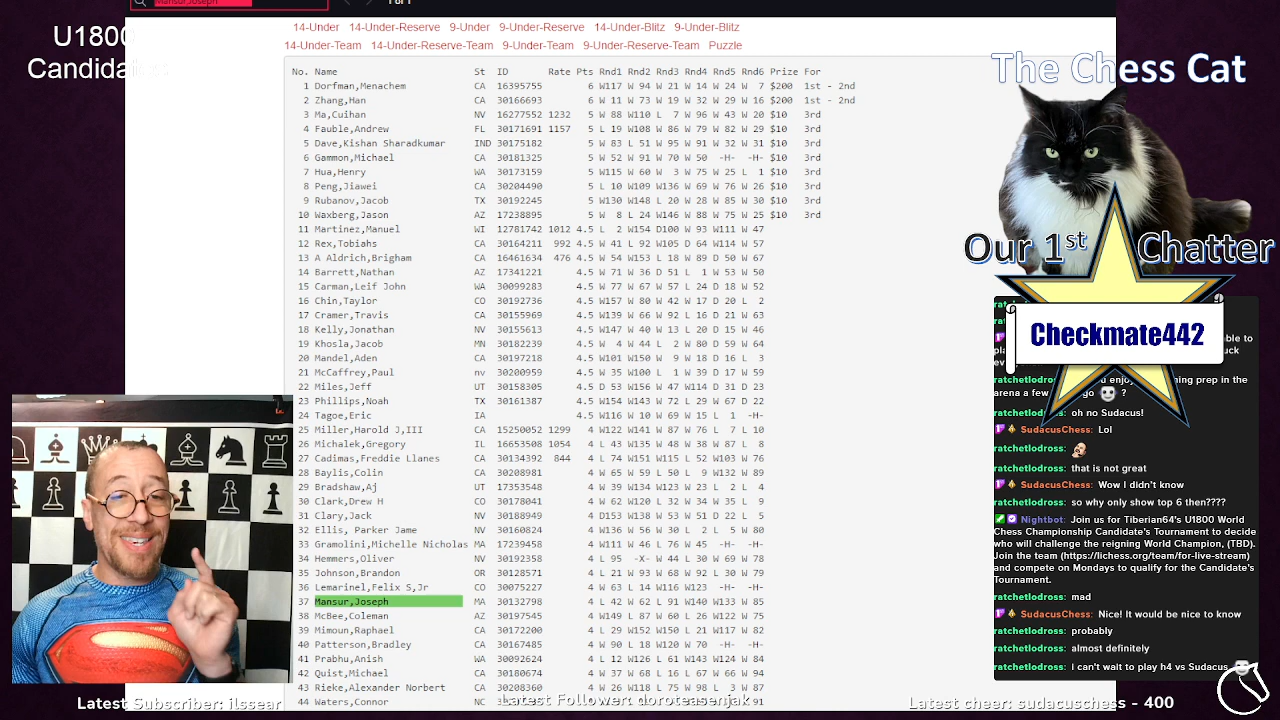 Mansur,Joseph
1 of 1
14-Under 14-Under-Reserve 9-Under 9-Under-Reserve 14-Under-Blitz 9-Under-Blitz
14-Under-Team 14-Under-Reserve-Team 9-Under-Team 9-Under-Reserve-Team Puzzle
U1800
Candidates
No. Name St ID Rate Pts Rnd1 Rnd2 Rnd3 Rnd4 Rnd5 Rnd6 Prize For
1 Dorfman,Menachem CA 16395755 6 W117 W 94 W 21 W 14 W 24 W 7 $200 1st - 2nd
2 Zhang,Han CA 30166693 6 W 11 W 73 W 19 W 32 W 29 W 16 $200 1st - 2nd
3 Ma,Cuihan NV 16277552 1232 5 W 88 W110 L 7 W 96 W 43 W 20 $10 3rd
4 Fauble,Andrew FL 30171691 1157 5 L 19 W108 W 86 W 79 W 82 W 29 $10 3rd
5 Dave,Kishan Sharadkumar IND 30175182 5 W 83 L 51 W 95 W 91 W 32 W 43 $10 3rd
6 Gammon,Michael CA 30181325 5 W 52 W 91 W 70 W 50 -H- -H- $10 3rd
7 Hua,Henry WA 30173159 5 W115 W 60 W 3 W 75 W 25 L 1 $10 3rd
8 Peng,Jiawei CA 30204490 5 L 10 W109 W136 W 69 W 76 W 26 $10 3rd
9 Rubanov,Jacob TX 30192245 5 W130 W148 L 20 W 28 W 85 W 30 $10 3rd
10 Waxberg,Jason AZ 17238895 5 W 8 L 24 W146 W 88 W 75 W 25 $10 3rd
11 Martinez,Manuel WI 12781742 1012 4.5 L 2 W154 D100 W 93 W111 W 47
12 Rex,Tobiahs CA 30164211 992 4.5 W 41 L 92 W105 D 64 W114 W 57
13 A Aldrich,Brigham CA 16461634 476 4.5 W 54 W153 L 18 W 89 D 50 W 67
14 Barrett,Nathan AZ 17341221 4.5 W 71 W 36 D 51 L 1 W 53 W 50
15 Carman,Leif John WA 30099283 4.5 W 77 W 67 W 57 L 24 D 18 W 52
16 Chin,Taylor CO 30192736 4.5 W157 W 80 W 42 W 17 D 20 L 2
17 Cramer,Travis CA 30155969 4.5 W139 W 66 W 92 L 16 D 21 W 63
18 Kelly,Jonathan NV 30155613 4.5 W147 W 40 W 13 L 20 D 15 W 46
19 Khosla,Jacob MN 30182239 4.5 W 4 W 44 L 2 W 80 D 59 W 64
20 Mandel,Aden CA 30197218 4.5 W101 W150 W 9 W 18 D 16 L 3
21 McCaffrey,Paul nv 30200959 4.5 W 35 W100 L 1 W 39 D 17 W 59
22 Miles,Jeff UT 30158305 4.5 D 53 W156 W 47 W114 D 31 D 23
23 Phillips,Noah TX 30161387 4.5 W154 W143 W 72 L 29 W 67 D 22
24 Tagoe,Eric IA 4.5 W116 W 10 W 69 W 15 L 1 -H-
25 Miller,Harold J,III CA 15250052 1299 4 W122 W141 W 87 W 76 L 7 L 10
26 Michalek,Gregory IL 16653508 1054 4 L 43 W135 W 48 W 38 W 87 L 8
27 Cadimas,Freddie Llanes CA 30134392 844 4 L 74 W151 W115 L 52 W103 W 76
28 Baylis,Colin CA 30208981 4 W 65 W 59 L 50 L 9 W132 W 89
29 Bradshaw,Aj UT 17353548 4 W 39 W134 W123 W 23 L 2 L 4
30 Clark,Drew H CO 30178041 4 W 62 W120 L 32 W 34 W 35 L 9
31 Clary,Jack NV 30188949 4 D153 W138 W 53 W 51 D 22 L 5
32 Ellis, Parker Jame NV 30160824 4 W136 W 56 W 30 L 2 L 5 W 80
33 Gramolini,Michelle Nicholas MA 17239458 4 W111 W 46 L 76 W 45 -H- -H-
34 Hemmers,Oliver NV 30192358 4 L 95 -X- W 44 L 30 W 69 W 78
35 Johnson,Brandon OR 30128571 4 L 21 W 93 W 68 W 92 L 30 W 79
36 Lemarinel,Felix S,Jr CO 30075227 4 W 63 L 14 W116 W123 -H- -H-
37 Mansur,Joseph MA 30132798 4 L 42 W 62 L 91 W140 W133 W 85
38 McBee,Coleman AZ 30197545 4 W149 L 87 W 60 L 26 W122 W 75
39 Mimoun,Raphael CA 30172200 4 L 29 W152 W150 L 21 W117 W 82
40 Patterson,Bradley CA 30167485 4 W 90 L 18 W120 W 70 -H- -H-
41 Prabhu,Anish WA 30092624 4 L 12 W126 L 61 W143 W124 W 84
42 Quist,Michael CA 30180674 4 W 37 W 68 L 16 L 67 W 66 W 94
43 Rieke,Alexander Norbert CA 30208360 4 W 26 W118 L 75 W 98 L 3 W 87
44 Waters,Connor
The Chess Cat
Our 1st Chatter
Checkmate442
arena a few
ratchetlodross: oh no Sudacus!
SudacusChess: Lol
ratchetlodross:
ratchetlodross: that is not great
SudacusChess: Wow I didn't know
ratchetlodross: so why only show top 6 then????
Nightbot: Join us for Tiberian64's U1800 World
Chess Championship Candidate's Tournament to decide
who will challenge the reigning World Champion, (TBD).
Join the team (https://lichess.org/team/for-live-stream)
and compete on Mondays to qualify for the Candidate's
Tournament.
ratchetlodross: mad
SudacusChess: Nice! It would be nice to know
ratchetlodross: probably
ratchetlodross: almost definitely
ratchetlodross: I can't wait to play h4 vs Sudacus
Latest Subscriber: ilssear
Latest Follower: doroteasenjak
Latest cheer: sudacuschess - 400